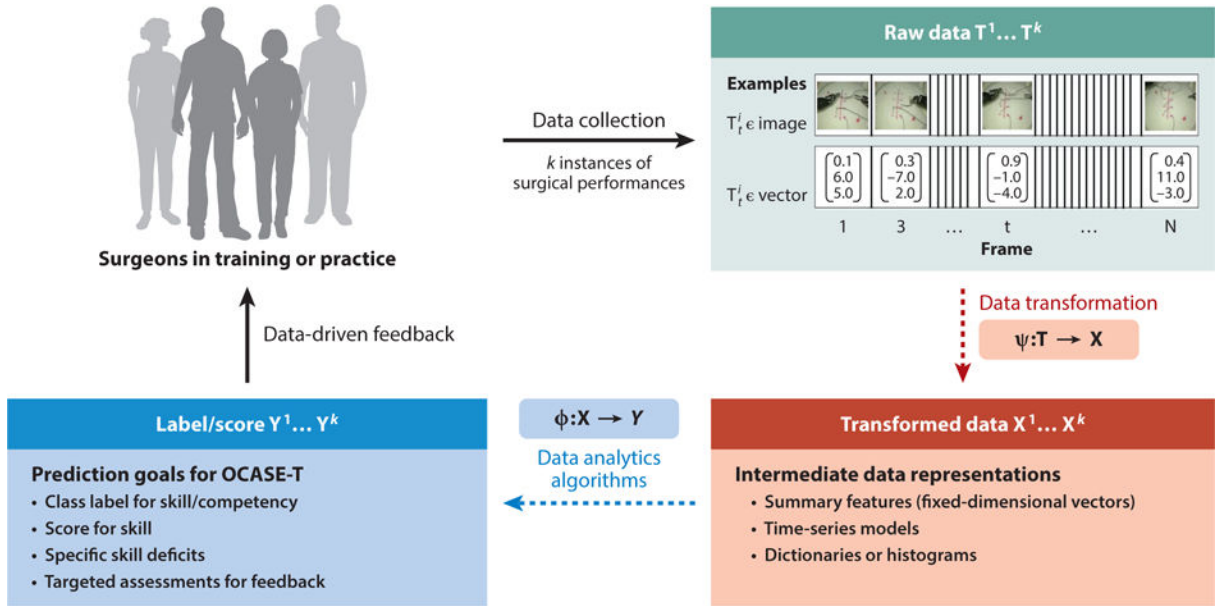 Surgeons in training or practice
Data collection
k instances of
surgical performances
Raw data T¹... Tᵏ
Examples
Tᵢₜ ϵ image
Tᵢₜ ϵ vector
0.1 0.3 0.9 0.4
6.0 −7.0 −1.0 11.0
5.0 2.0 −4.0 −3.0
1 3 ... t ... N
Frame
Data transformation
ψ:T → X
Transformed data X¹... Xᵏ
Intermediate data representations
• Summary features (fixed-dimensional vectors)
• Time-series models
• Dictionaries or histograms
ϕ:X → Y
Data analytics
algorithms
Label/score Y¹... Yᵏ
Prediction goals for OCASE-T
• Class label for skill/competency
• Score for skill
• Specific skill deficits
• Targeted assessments for feedback
Data-driven feedback